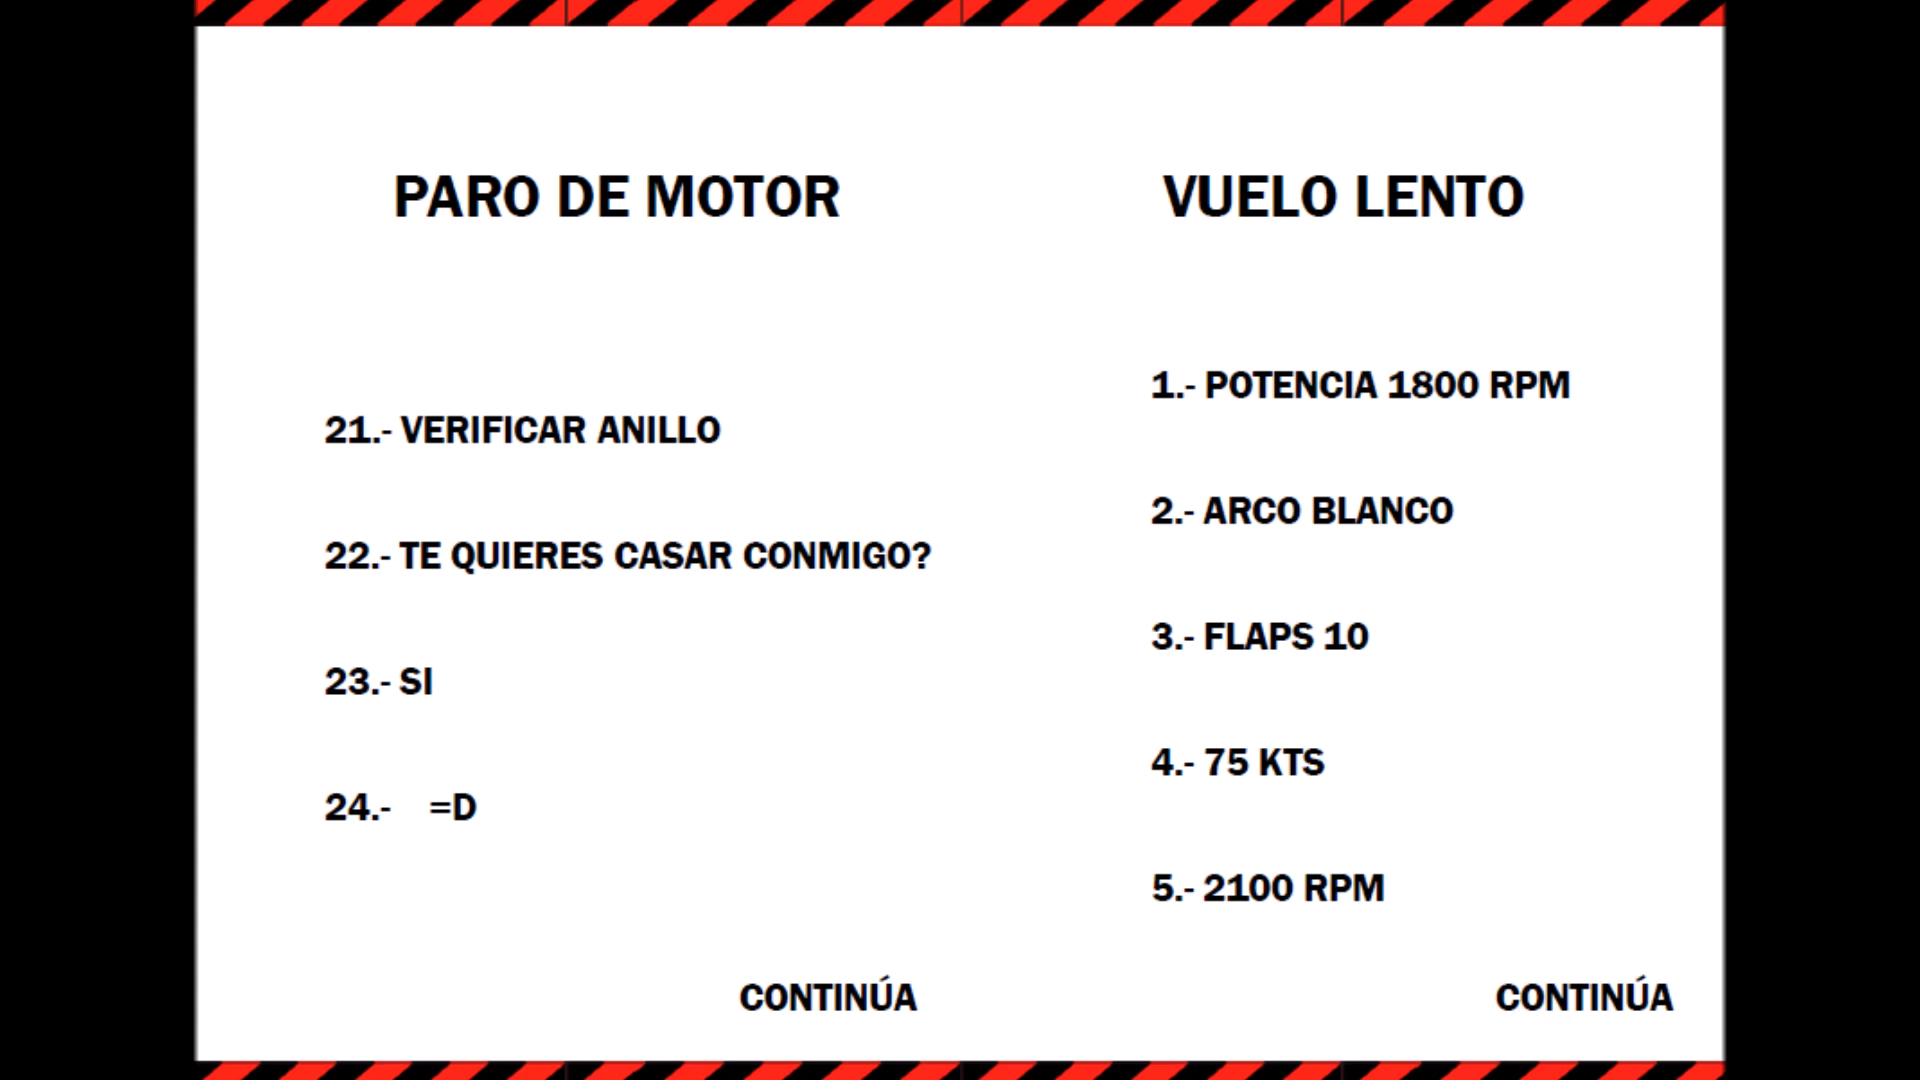 PARO DE MOTOR
21.- VERIFICAR ANILLO
22.- TE QUIERES CASAR CONMIGO?
23.- SI
24.- =D
CONTINÚA
VUELO LENTO
1.- POTENCIA 1800 RPM
2.- ARCO BLANCO
3.- FLAPS 10
4.- 75 KTS
5.- 2100 RPM
CONTINÚA